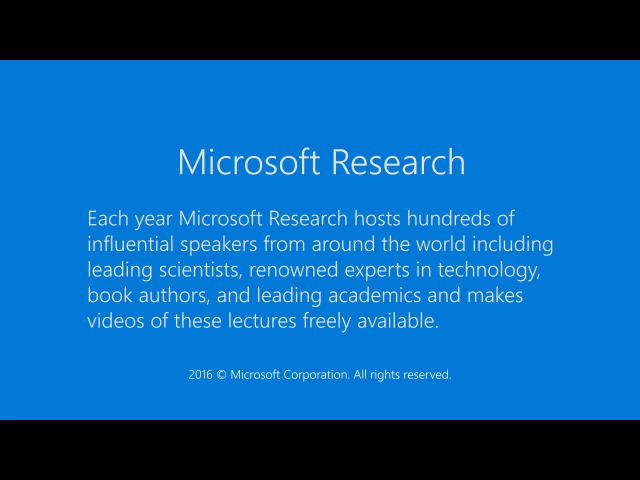 Microsoft Research
Each year Microsoft Research hosts hundreds of
influential speakers from around the world including
leading scientists, renowned experts in technology,
book authors, and leading academics and makes
videos of these lectures freely available.
2016 © Microsoft Corporation. All rights reserved.